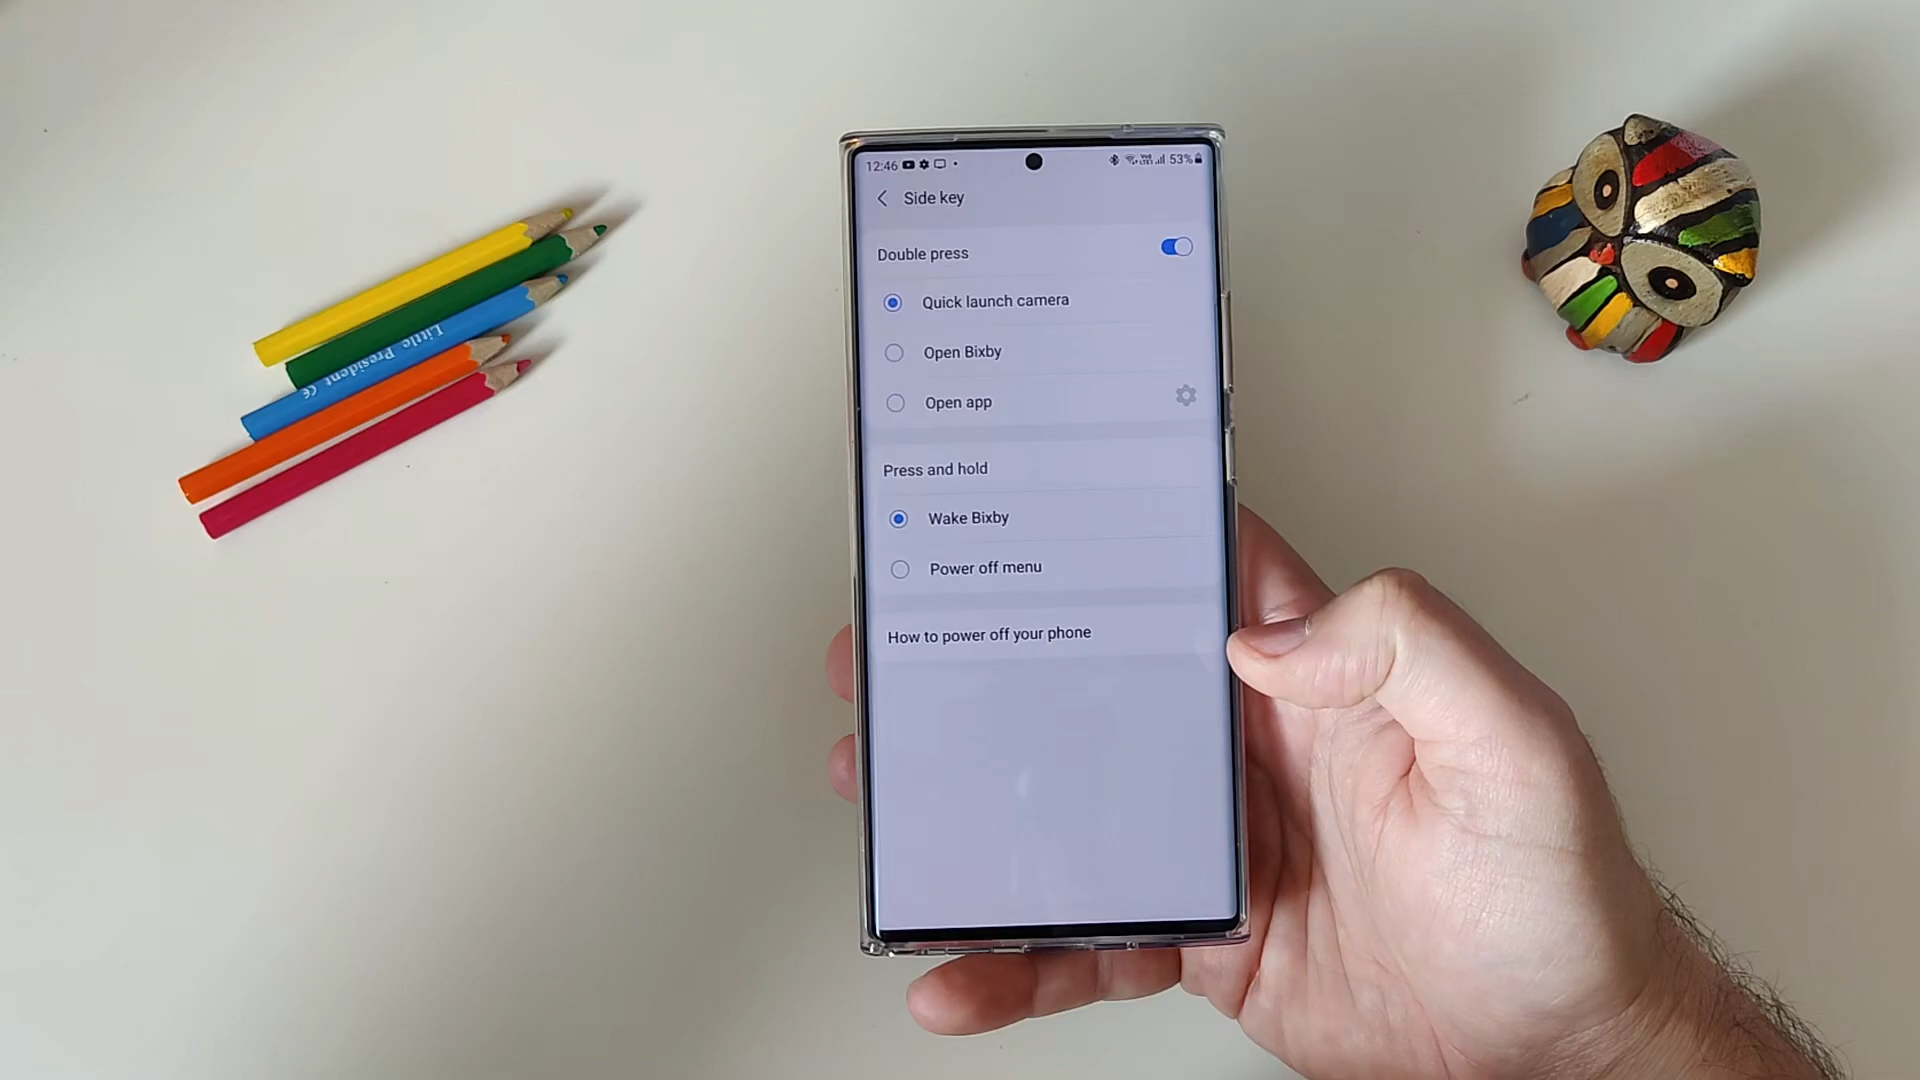 12:46 53%
Side key
Double press
Quick launch camera
Open Bixby
Open app
Press and hold
Wake Bixby
Power off menu
How to power off your phone
Little President CE